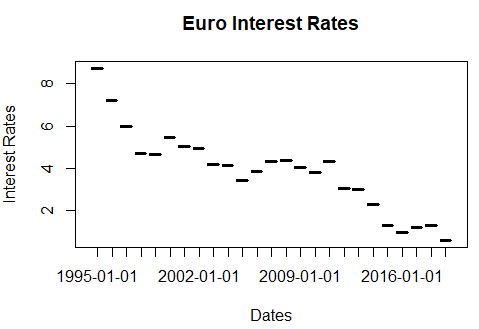 Euro Interest Rates
Interest Rates
8
6
4
2
1995-01-01 2002-01-01 2009-01-01 2016-01-01
Dates